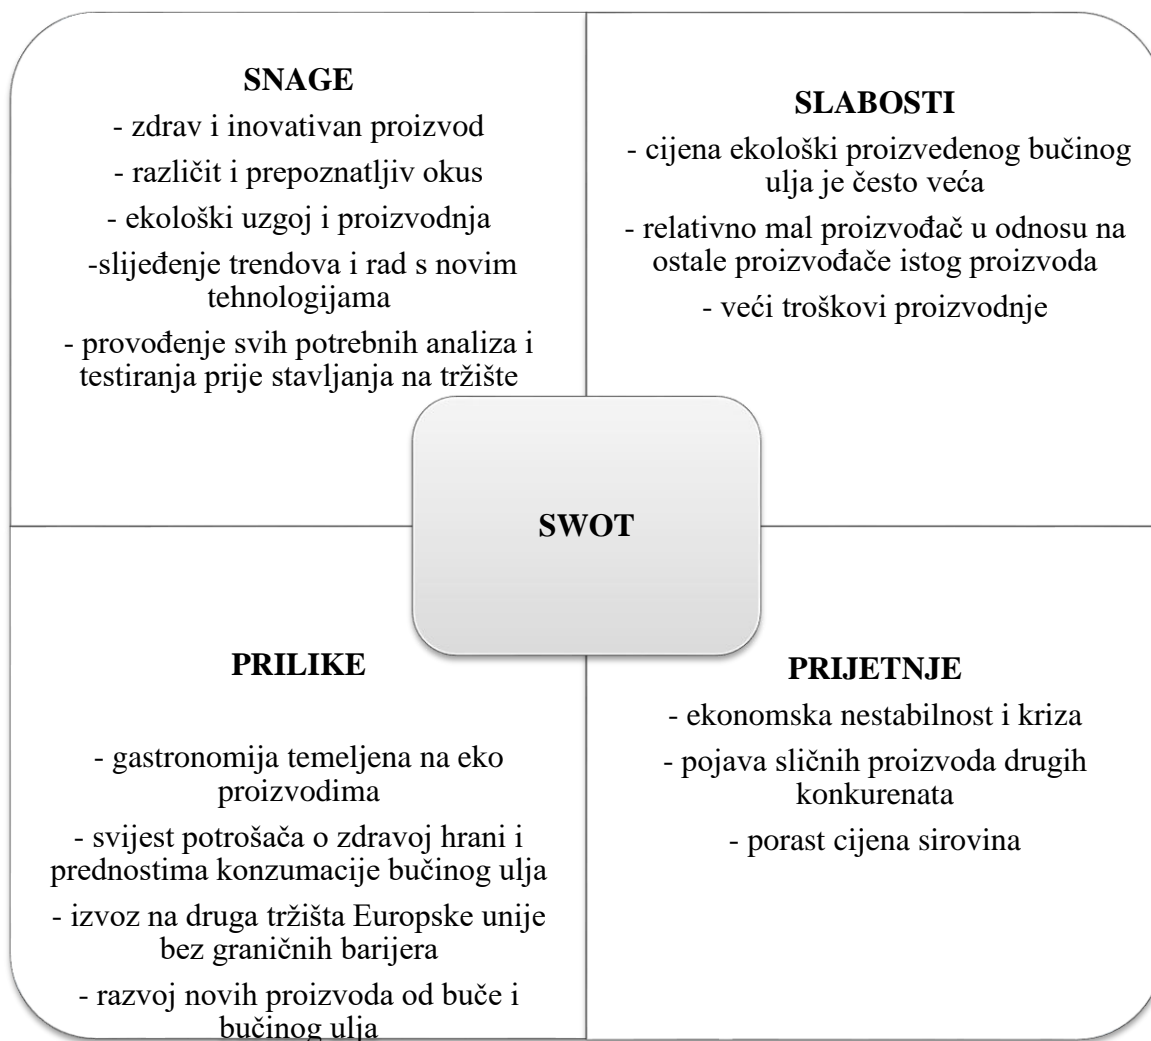 SNAGE
- zdrav i inovativan proizvod
- različit i prepoznatljiv okus
- ekološki uzgoj i proizvodnja
-slijeđenje trendova i rad s novim
tehnologijama
- provođenje svih potrebnih analiza i
testiranja prije stavljanja na tržište
SLABOSTI
- cijena ekološki proizvedenog bučinog
ulja je često veća
- relativno mal proizvođač u odnosu na
ostale proizvođače istog proizvoda
- veći troškovi proizvodnje
SWOT
PRILIKE
- gastronomija temeljena na eko
proizvodima
- svijest potrošača o zdravoj hrani i
prednostima konzumacije bučinog ulja
- izvoz na druga tržišta Europske unije
bez graničnih barijera
- razvoj novih proizvoda od buče i
bučinog ulja
PRIJETNJE
- ekonomska nestabilnost i kriza
- pojava sličnih proizvoda drugih
konkurenata
- porast cijena sirovina